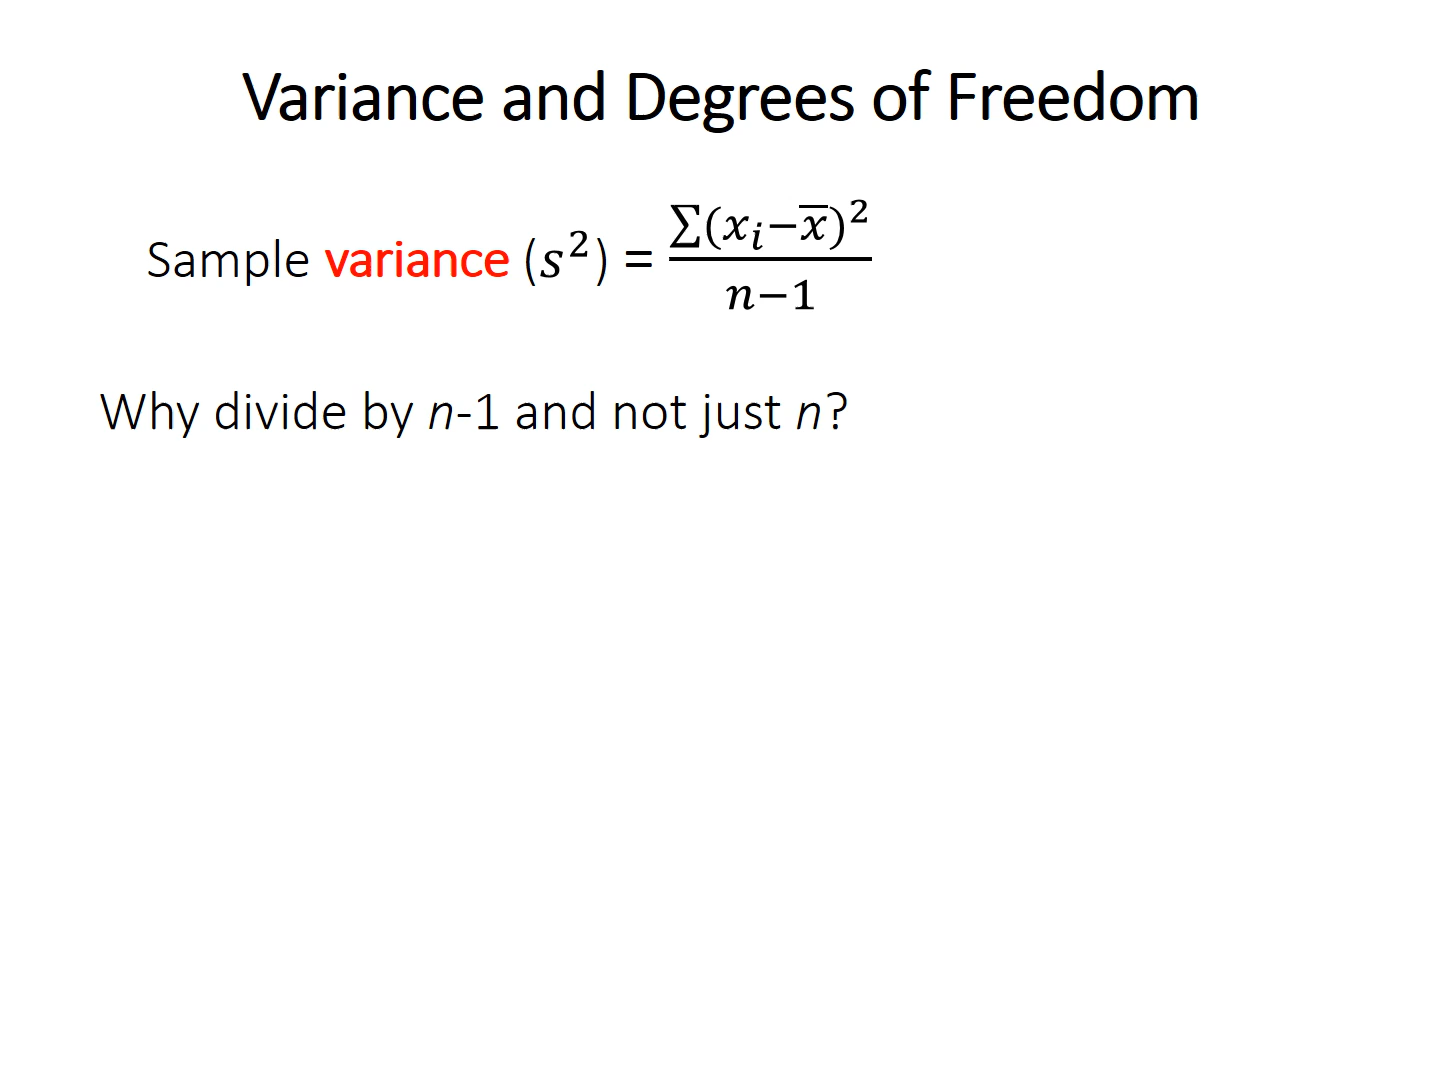 Variance and Degrees of Freedom
Sample variance (s²) = ∑(xᵢ−x̅)² / n−1
Why divide by n-1 and not just n?